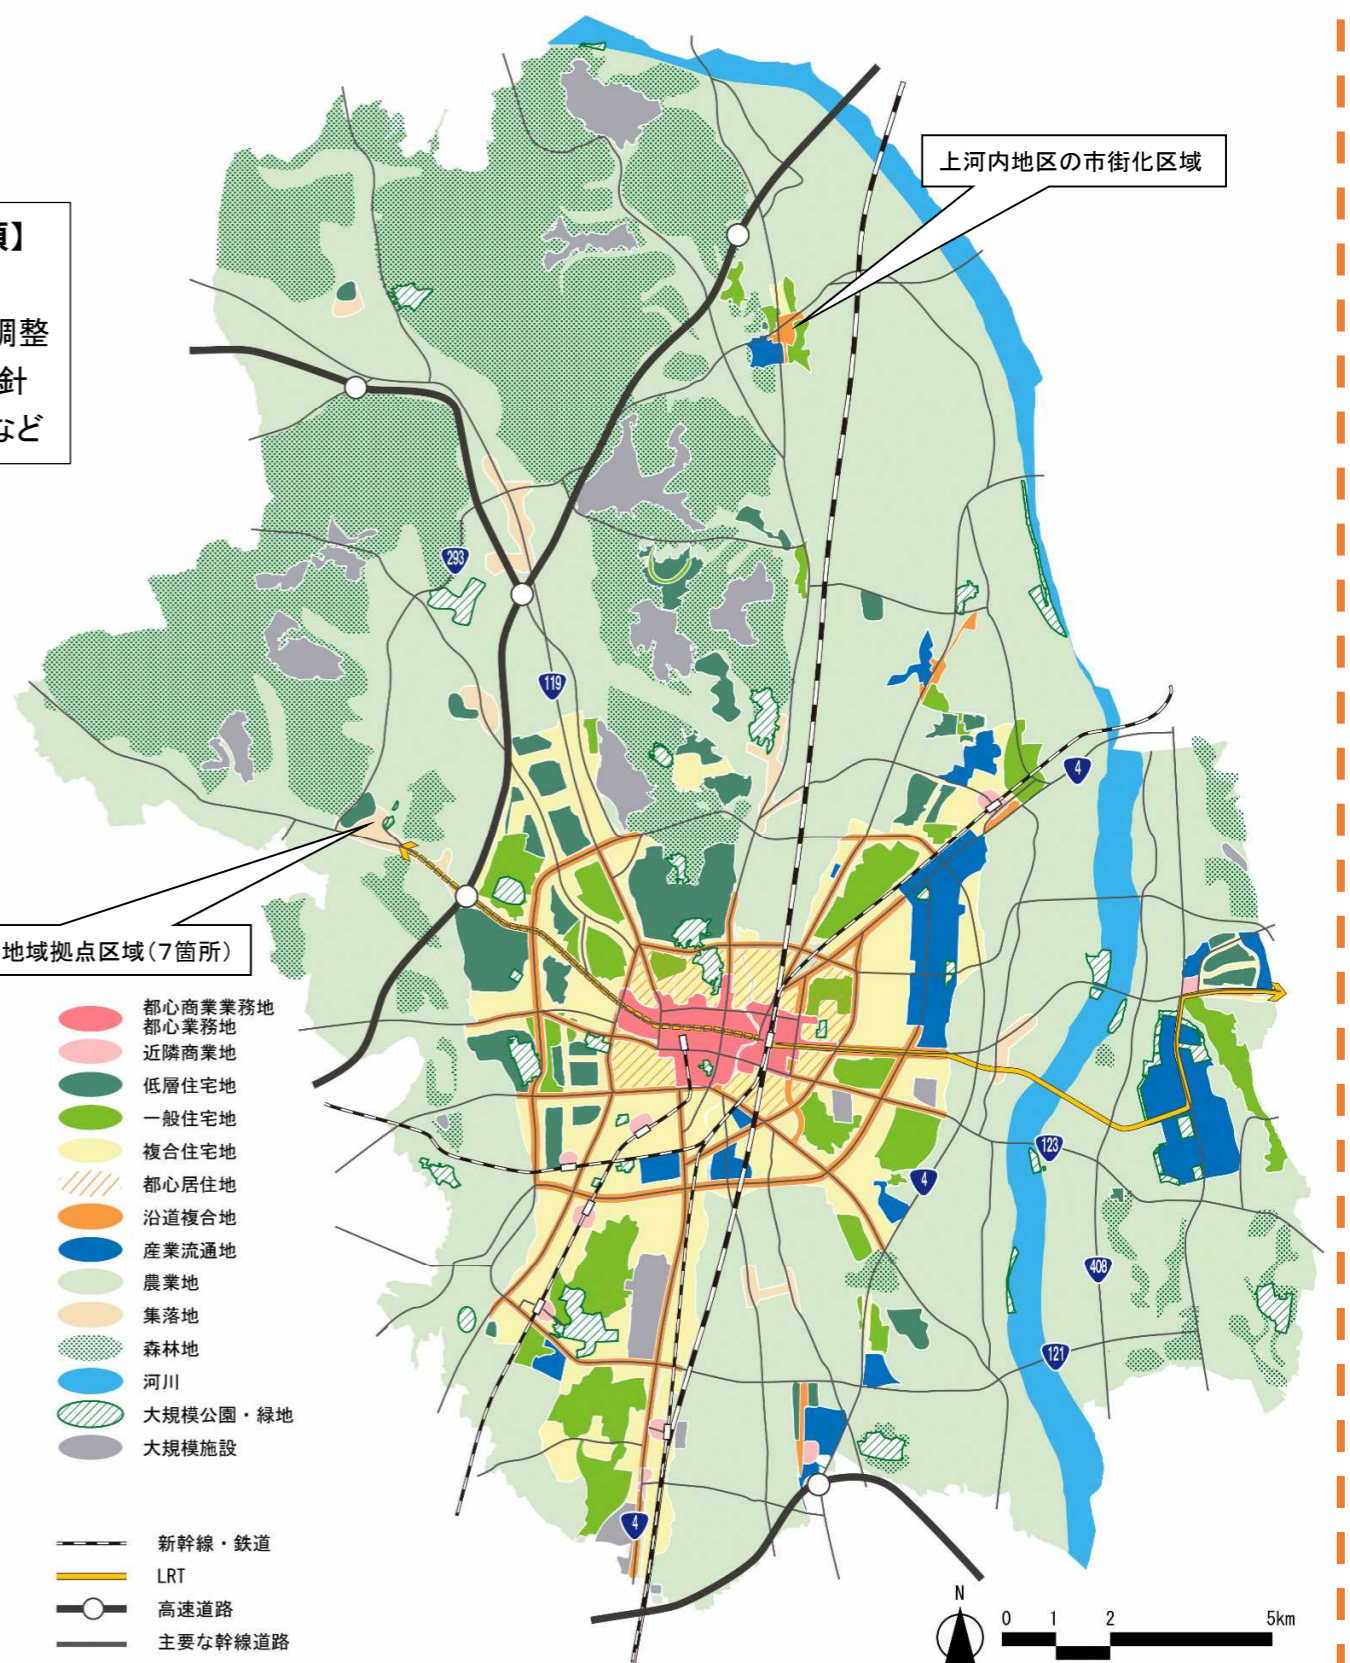 頃】
調整
針
など
上河内地区の市街化区域
293
119
4
地域拠点区域（7箇所）
123
4
408
121
4
都心商業業務地
都心業務地
近隣商業地
低層住宅地
一般住宅地
複合住宅地
都心居住地
沿道複合地
産業流通地
農業地
集落地
森林地
河川
大規模公園・緑地
大規模施設
新幹線・鉄道
LRT
高速道路
主要な幹線道路
N
0 1 2 5km